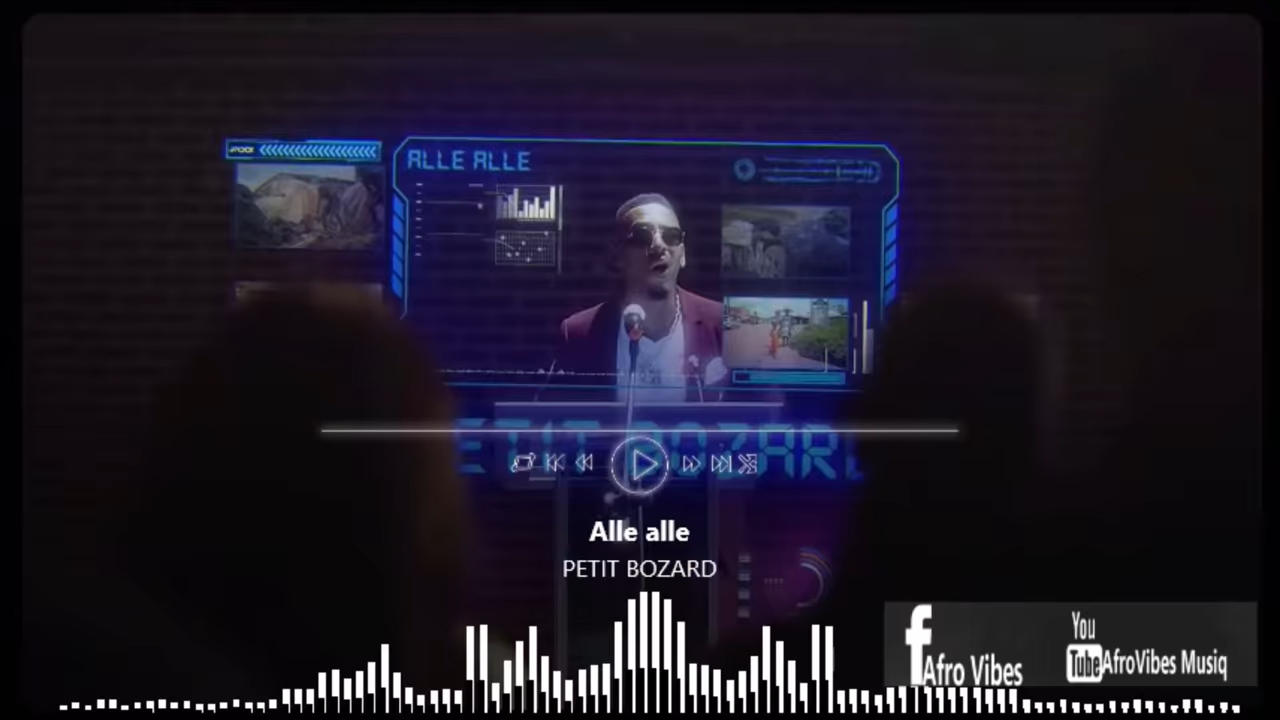 ALLE ALLE
ETIT BOZARD
Alle alle
PETIT BOZARD
f Afro Vibes
You
Tube AfroVibes Musiq